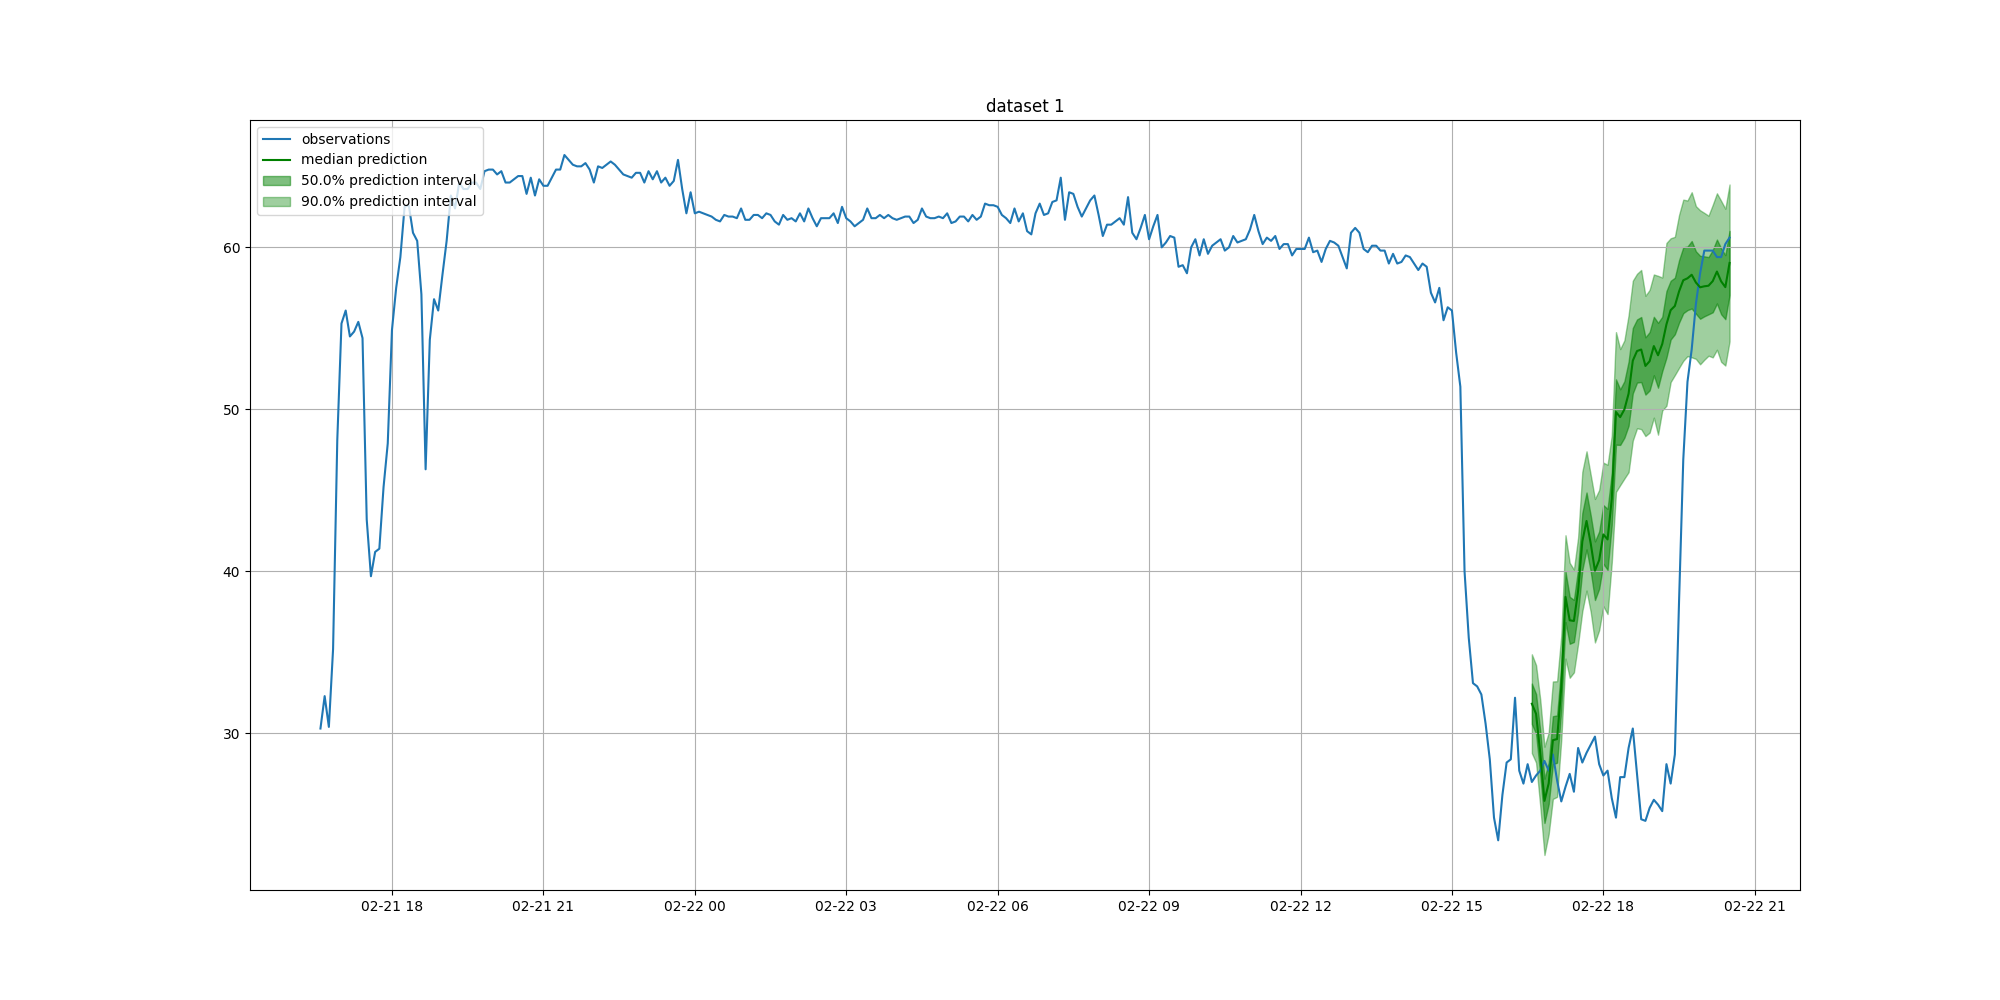 dataset 1
observations
median prediction
50.0% prediction interval
90.0% prediction interval
60
50
40
30
02-21 18 02-21 21 02-22 00 02-22 03 02-22 06 02-22 09 02-22 12 02-22 15 02-22 18 02-22 21